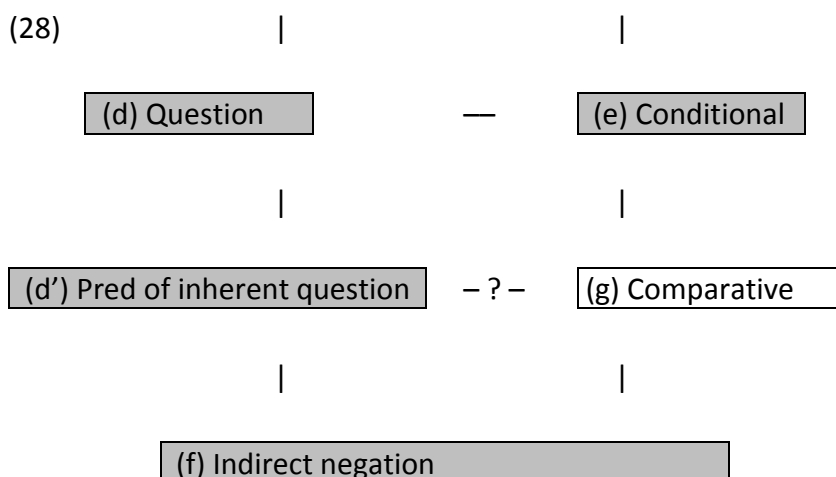 (28) | |
(d) Question — (e) Conditional
| |
(d’) Pred of inherent question – ? – (g) Comparative
| |
(f) Indirect negation